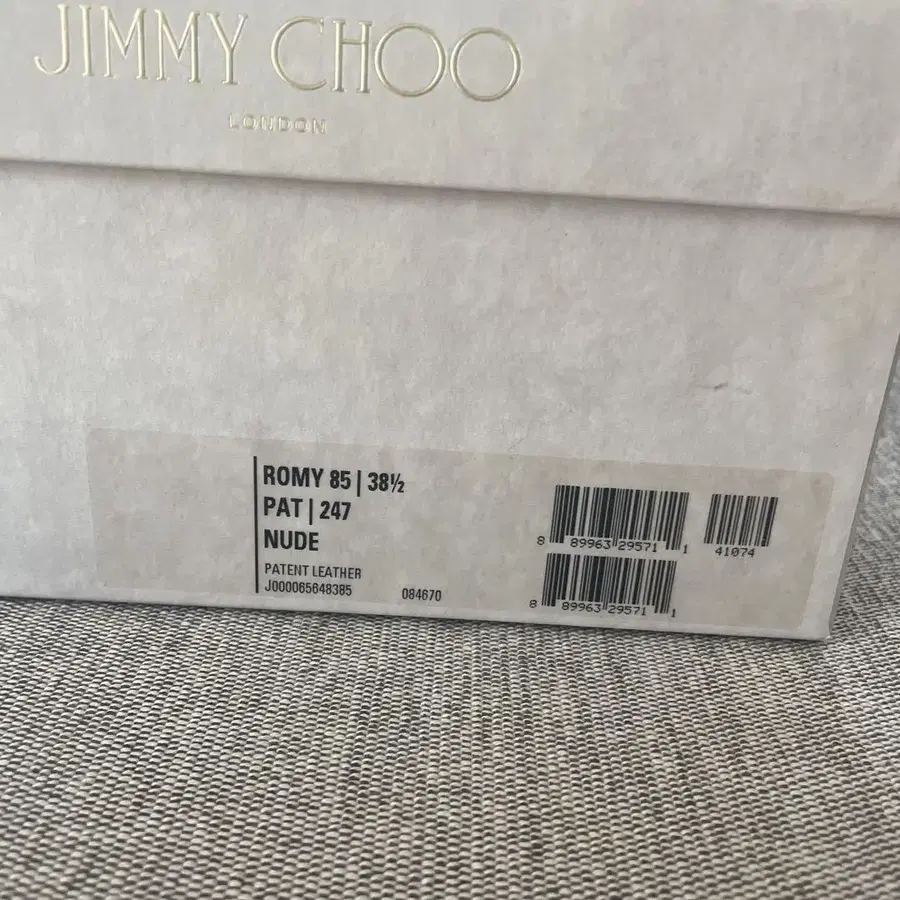 JIMMY CHOO
LONDON
ROMY 85 | 38½
PAT | 247
NUDE
PATENT LEATHER
J000065648385 084670
8 89963 29571 1
41074
8 89963 29571 1